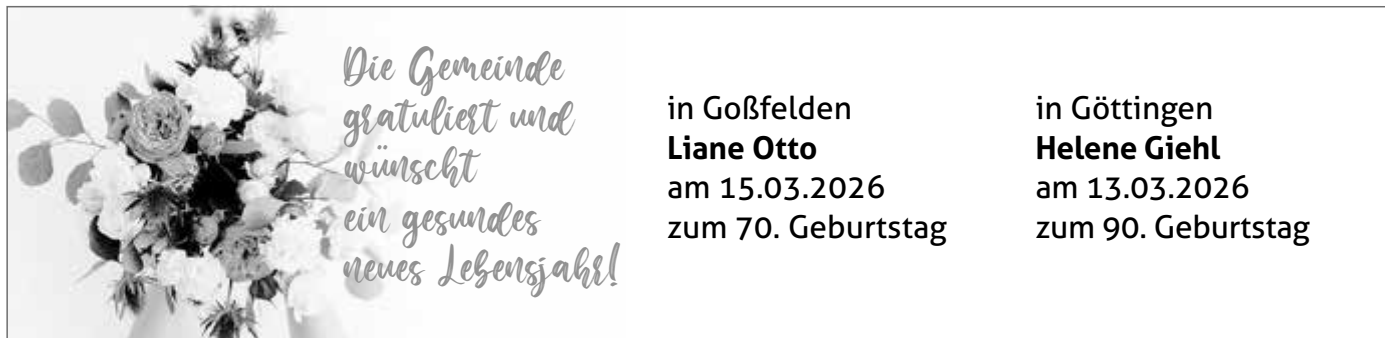 Die Gemeinde
gratuliert und
wünscht
ein gesundes
neues Lebensjahr!
in Goßfelden
Liane Otto
am 15.03.2026
zum 70. Geburtstag
in Göttingen
Helene Giehl
am 13.03.2026
zum 90. Geburtstag